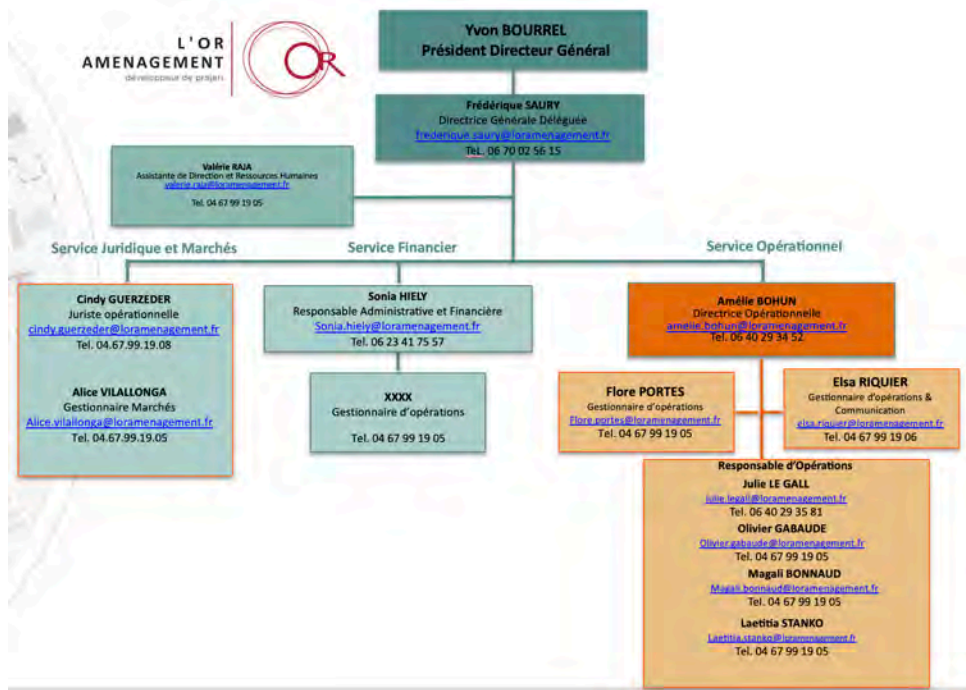 L'OR
AMENAGEMENT
développeur de projets
OR
Yvon BOURREL
Président Directeur Général
Frédérique SAURY
Directrice Générale Déléguée
frederique.saury@loramenagement.fr
Tel. 06 70 02 56 15
Valérie RAJA
Assistante de Direction et Ressources Humaines
valerie.raja@loramenagement.fr
Tel. 04 67 99 19 05
Service Juridique et Marchés
Service Financier
Service Opérationnel
Cindy GUERZEDER
Juriste opérationnelle
cindy.guerzeder@loramenagement.fr
Tel. 04.67.99.19.08
Alice VILALLONGA
Gestionnaire Marchés
Alice.vilallonga@loramenagement.fr
Tel. 04.67.99.19.05
Sonia HIELY
Responsable Administrative et Financière
Sonia.hiely@loramenagement.fr
Tel. 06 23 41 75 57
XXXX
Gestionnaire d'opérations
Tel. 04 67 99 19 05
Amélie BOHUN
Directrice Opérationnelle
amelie.bohun@loramenagement.fr
Tel. 06 40 29 34 52
Flore PORTES
Gestionnaire d'opérations
Flore.portes@loramenagement.fr
Tel. 04 67 99 19 05
Elsa RIQUIER
Gestionnaire d'opérations &
Communication
elsa.riquier@loramenagement.fr
Tel. 04 67 99 19 06
Responsable d'Opérations
Julie LE GALL
julie.legall@loramenagement.fr
Tel. 06 40 29 35 81
Olivier GABAUDE
Olivier.gabaude@loramenagement.fr
Tel. 04 67 99 19 05
Magali BONNAUD
Magali.bonnaud@loramenagement.fr
Tel. 04 67 99 19 05
Laetitia STANKO
Laetitia.stanko@loramenagement.fr
Tel. 04 67 99 19 05